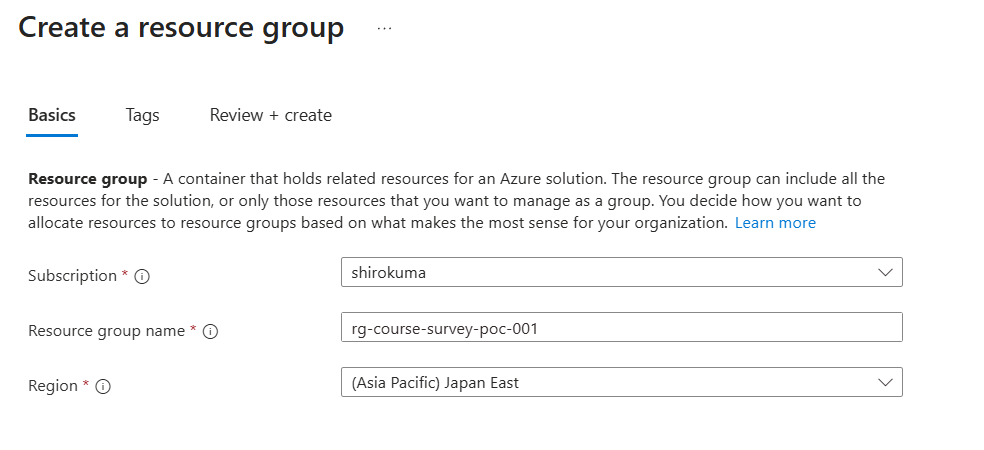 Create a resource group ...
Basics Tags Review + create
Resource group - A container that holds related resources for an Azure solution. The resource group can include all the
resources for the solution, or only those resources that you want to manage as a group. You decide how you want to
allocate resources to resource groups based on what makes the most sense for your organization. Learn more
Subscription * shirokuma
Resource group name * rg-course-survey-poc-001
Region * (Asia Pacific) Japan East